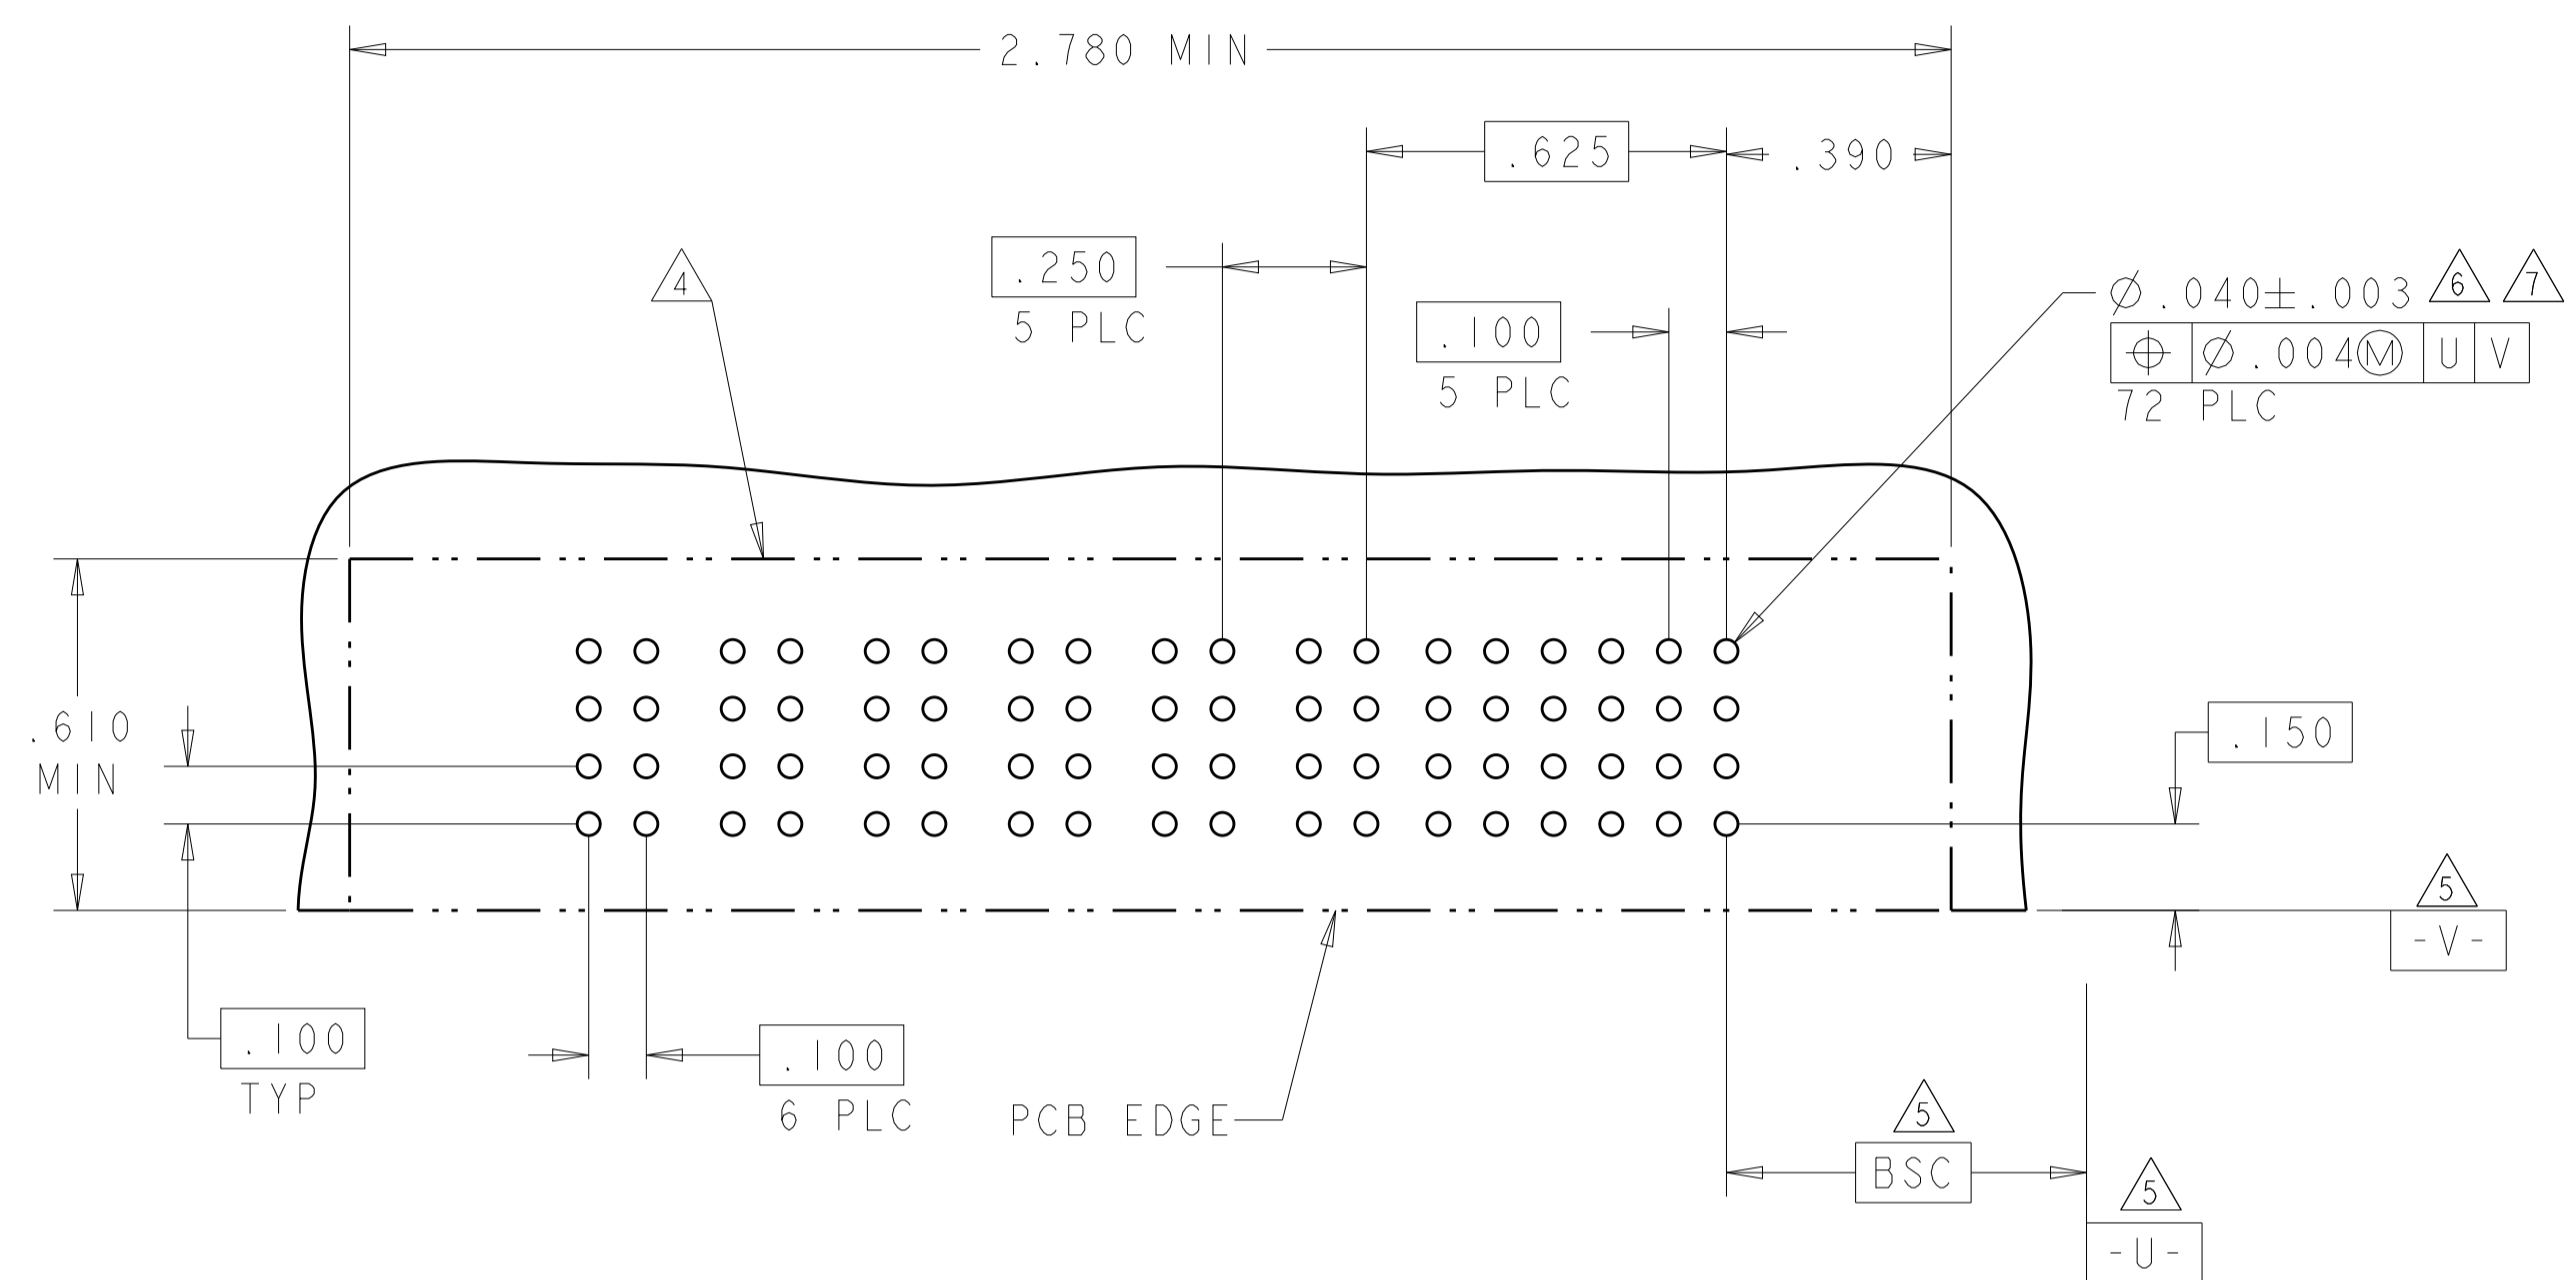 2.780 MIN
.625
.390
.250
5 PLC
.100
5 PLC
4
⌀.040±.003 6 7
⌖ ⌀.004Ⓜ U V
72 PLC
.610
MIN
.150
5
-V-
.100
TYP
.100
6 PLC
PCB EDGE
5
BSC
5
-U-